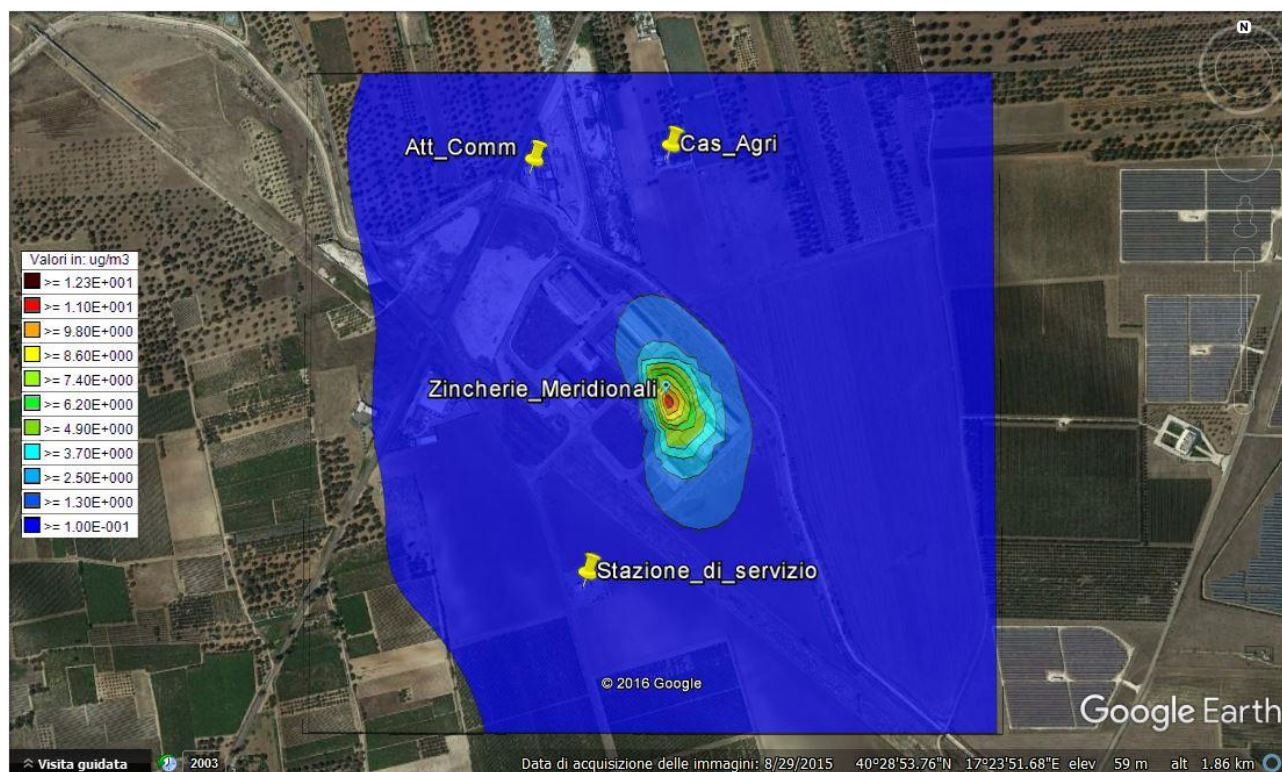 N
Att_Comm
Cas_Agri
Valori in: ug/m3
>= 1.23E+001
>= 1.10E+001
>= 9.80E+000
>= 8.60E+000
>= 7.40E+000
>= 6.20E+000
>= 4.90E+000
>= 3.70E+000
>= 2.50E+000
>= 1.30E+000
>= 1.00E-001
Zincherie_Meridionali
Stazione_di_servizio
© 2016 Google
Google Earth
Visita guidata
2003
Data di acquisizione delle immagini: 8/29/2015 40°28'53.76"N 17°23'51.68"E elev 59 m alt 1.86 km